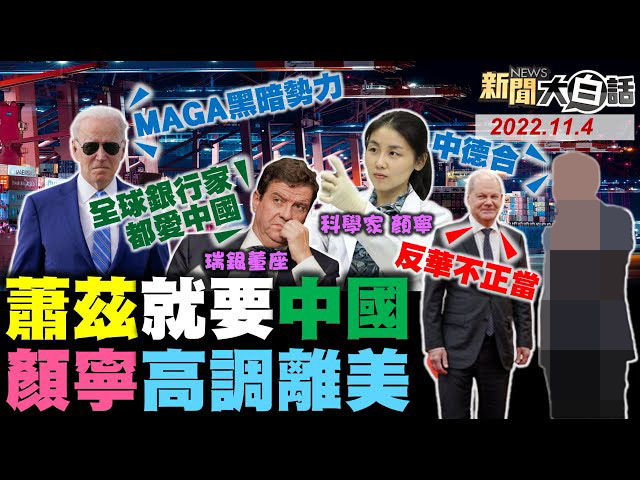 NEWS
新聞大白話
2022.11.4
MAGA黑暗勢力
全球銀行家
都愛中國
瑞銀董座
科學家 顏寧
中德合
反華不正當
蕭茲就要中國
顏寧高調離美